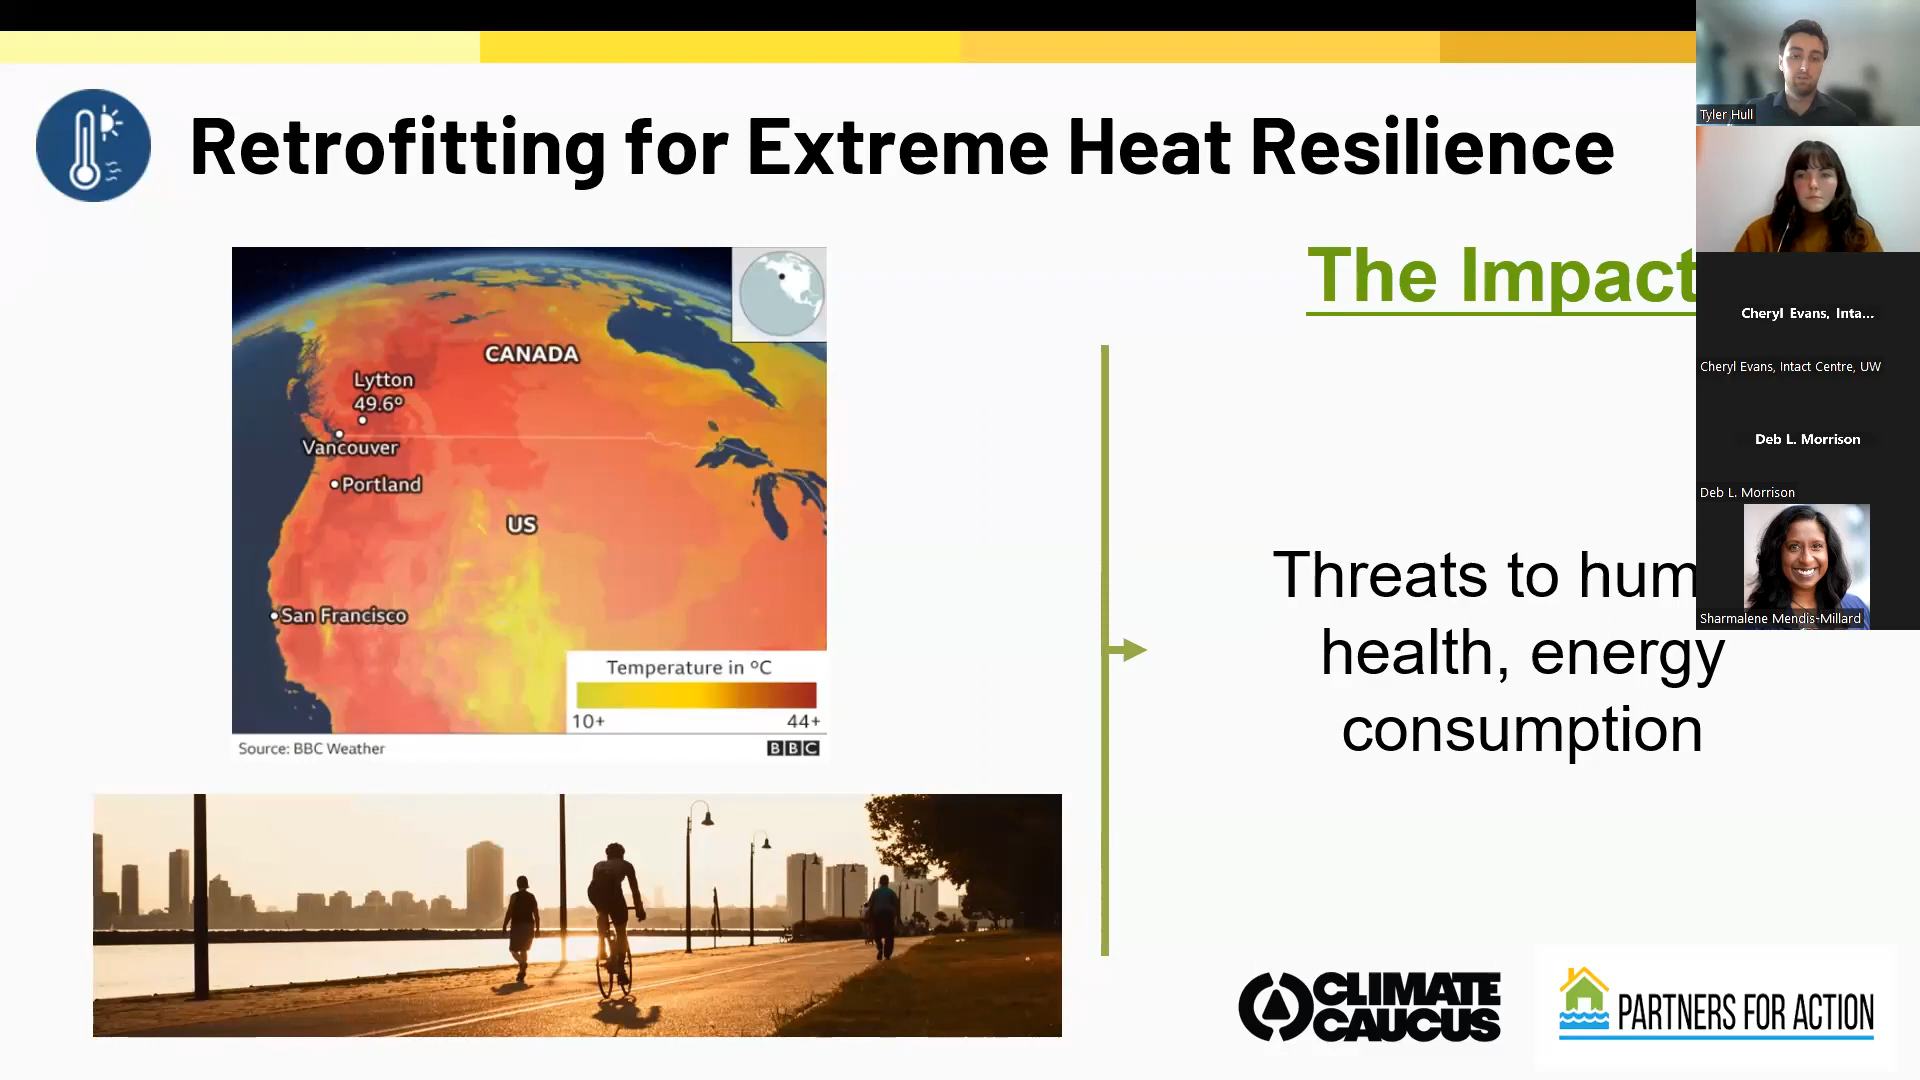 Retrofitting for Extreme Heat Resilience
CANADA
Lytton
49.6º
Vancouver
Portland
US
San Francisco
Temperature in ºC
10+ 44+
Source: BBC Weather
BBC
The Impact
Threats to hum
health, energy
consumption
CLIMATE
CAUCUS
PARTNERS FOR ACTION
Tyler Hull
Cheryl Evans, Inta...
Cheryl Evans, Intact Centre, UW
Deb L. Morrison
Deb L. Morrison
Sharmalene Mendis-Millard